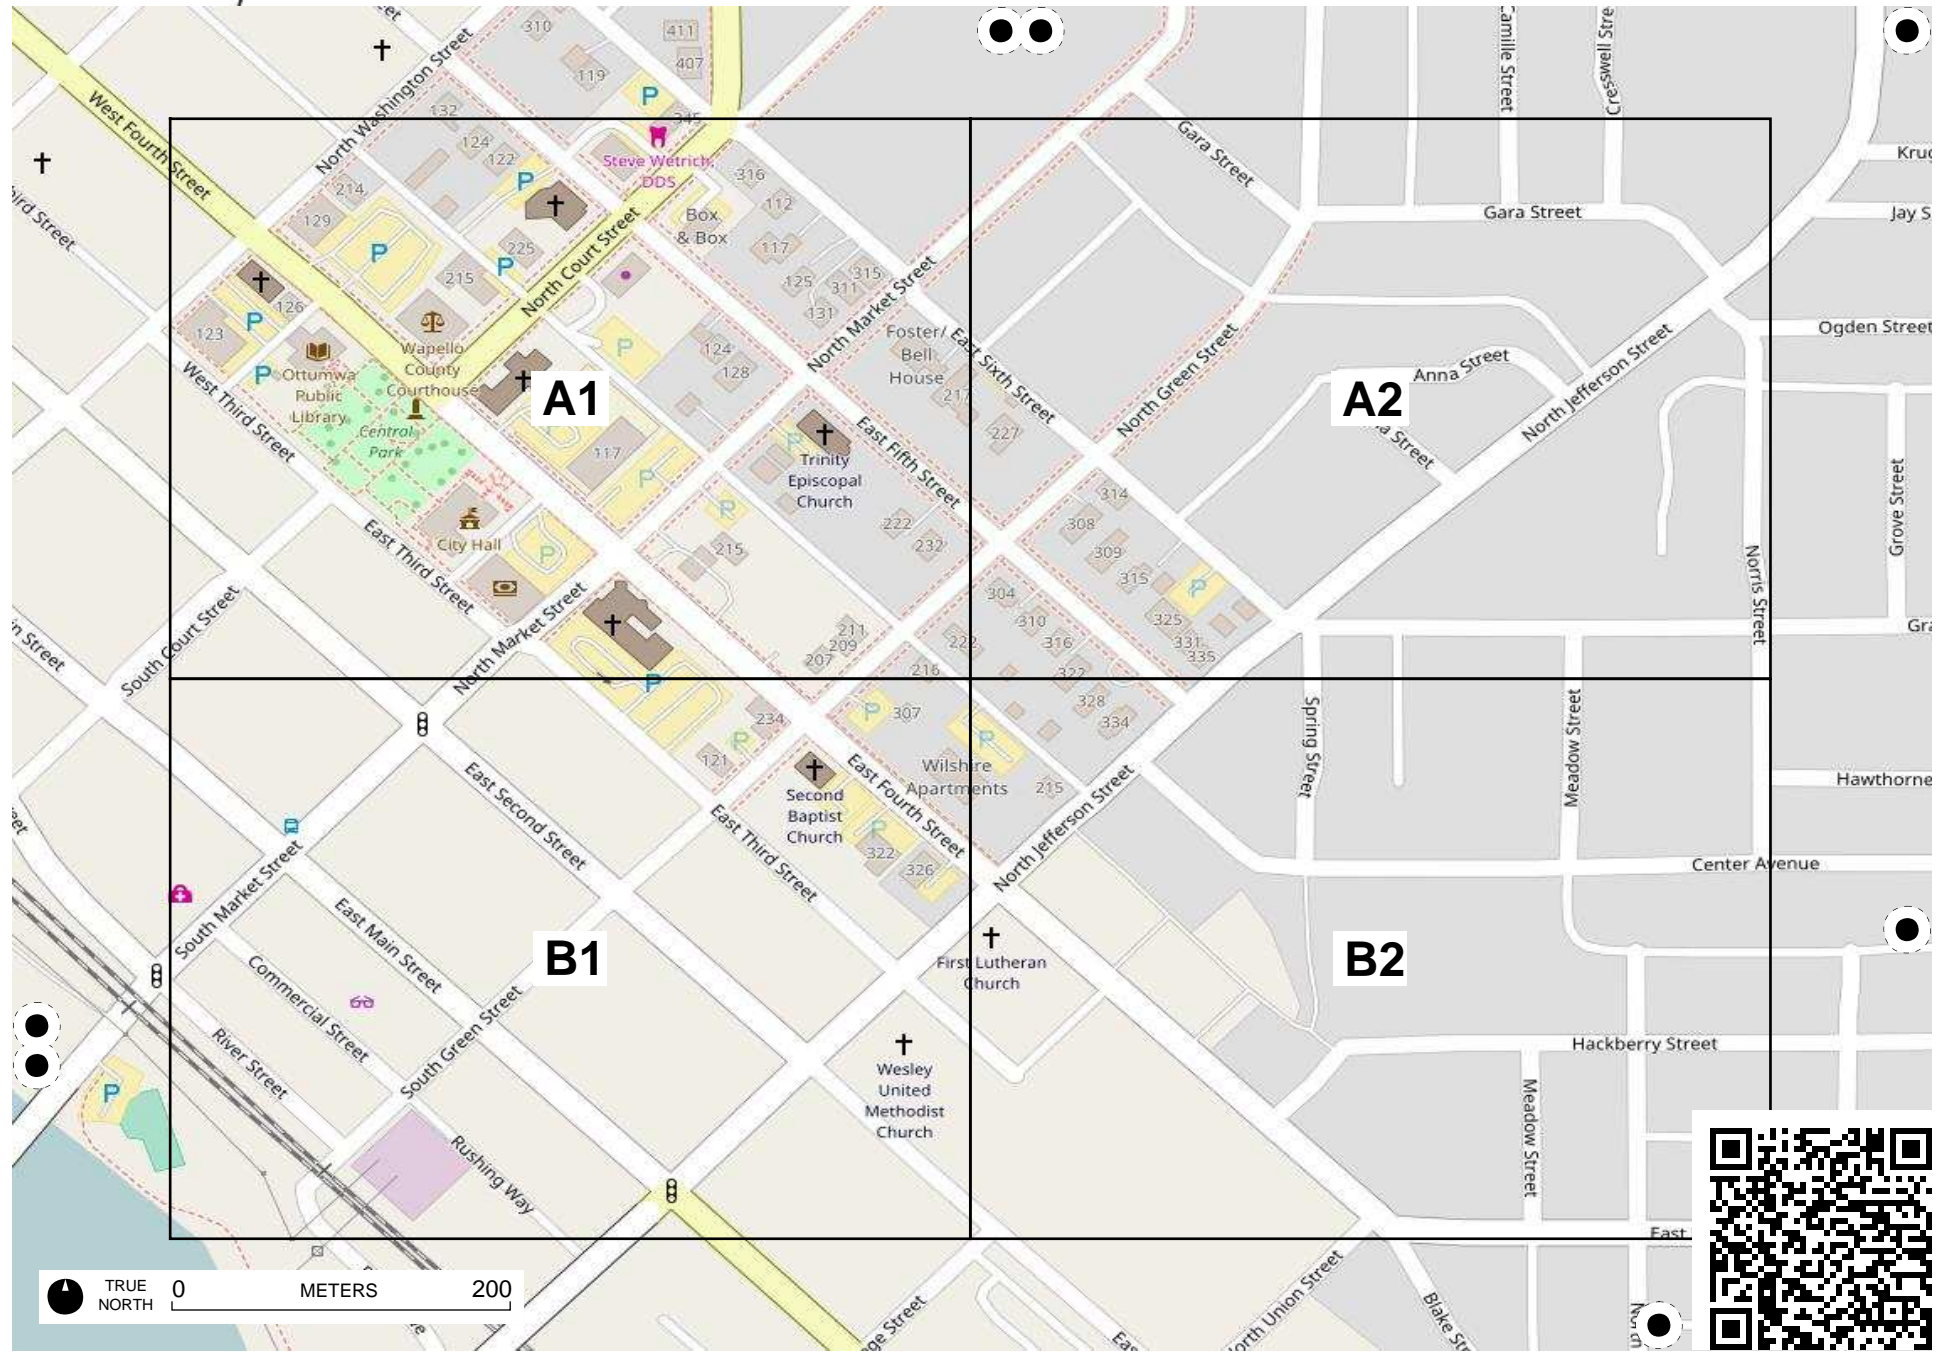 310
411
407
119
Camille Street
132
345
North Washington Street
West Fourth Street
124
122
Steve Wetrich,
DDS
Gara Street
316
214
129
112
Box
& Box
Gara Street
225
117
North Court Street
215
125
315
311
126
131
123
North Market Street
Ogden Street
Wapello
County
Courthouse
Foster/
Bell
House
East Sixth Street
North Green Street
North Jefferson Street
Ottumwa
Public
Library
124
128
Anna Street
A1
A2
217
West Third Street
Central
Park
227
117
East Fifth Street
Trinity
Episcopal
Church
314
Grove Street
222
308
232
City Hall
215
309
East Third Street
315
Norris Street
304
325
310
211
209
222
316
331
207
335
South Court Street
North Market Street
216
322
328
307
234
334
Spring Street
Meadow Street
121
Wilshire
Apartments
215
Hawthorne
East Second Street
Second
Baptist
Church
East Fourth Street
North Jefferson Street
East Third Street
322
326
Center Avenue
South Market Street
East Main Street
B1
B2
First Lutheran
Church
Commercial Street
South Green Street
River Street
Hackberry Street
Wesley
United
Methodist
Church
Meadow Street
Rushing Way
East
TRUE
NORTH
0
METERS
200
North Union Street